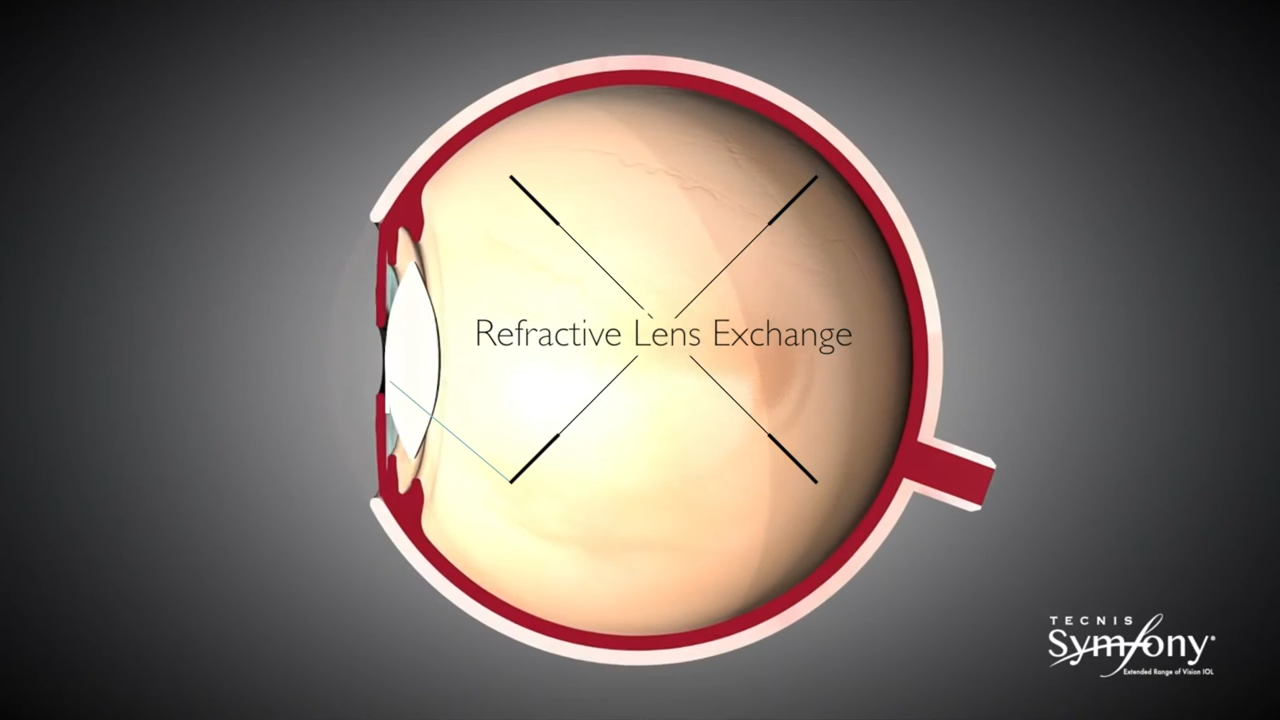 Refractive Lens Exchange
TECNIS
Symfony®
Extended Range of Vision IOL